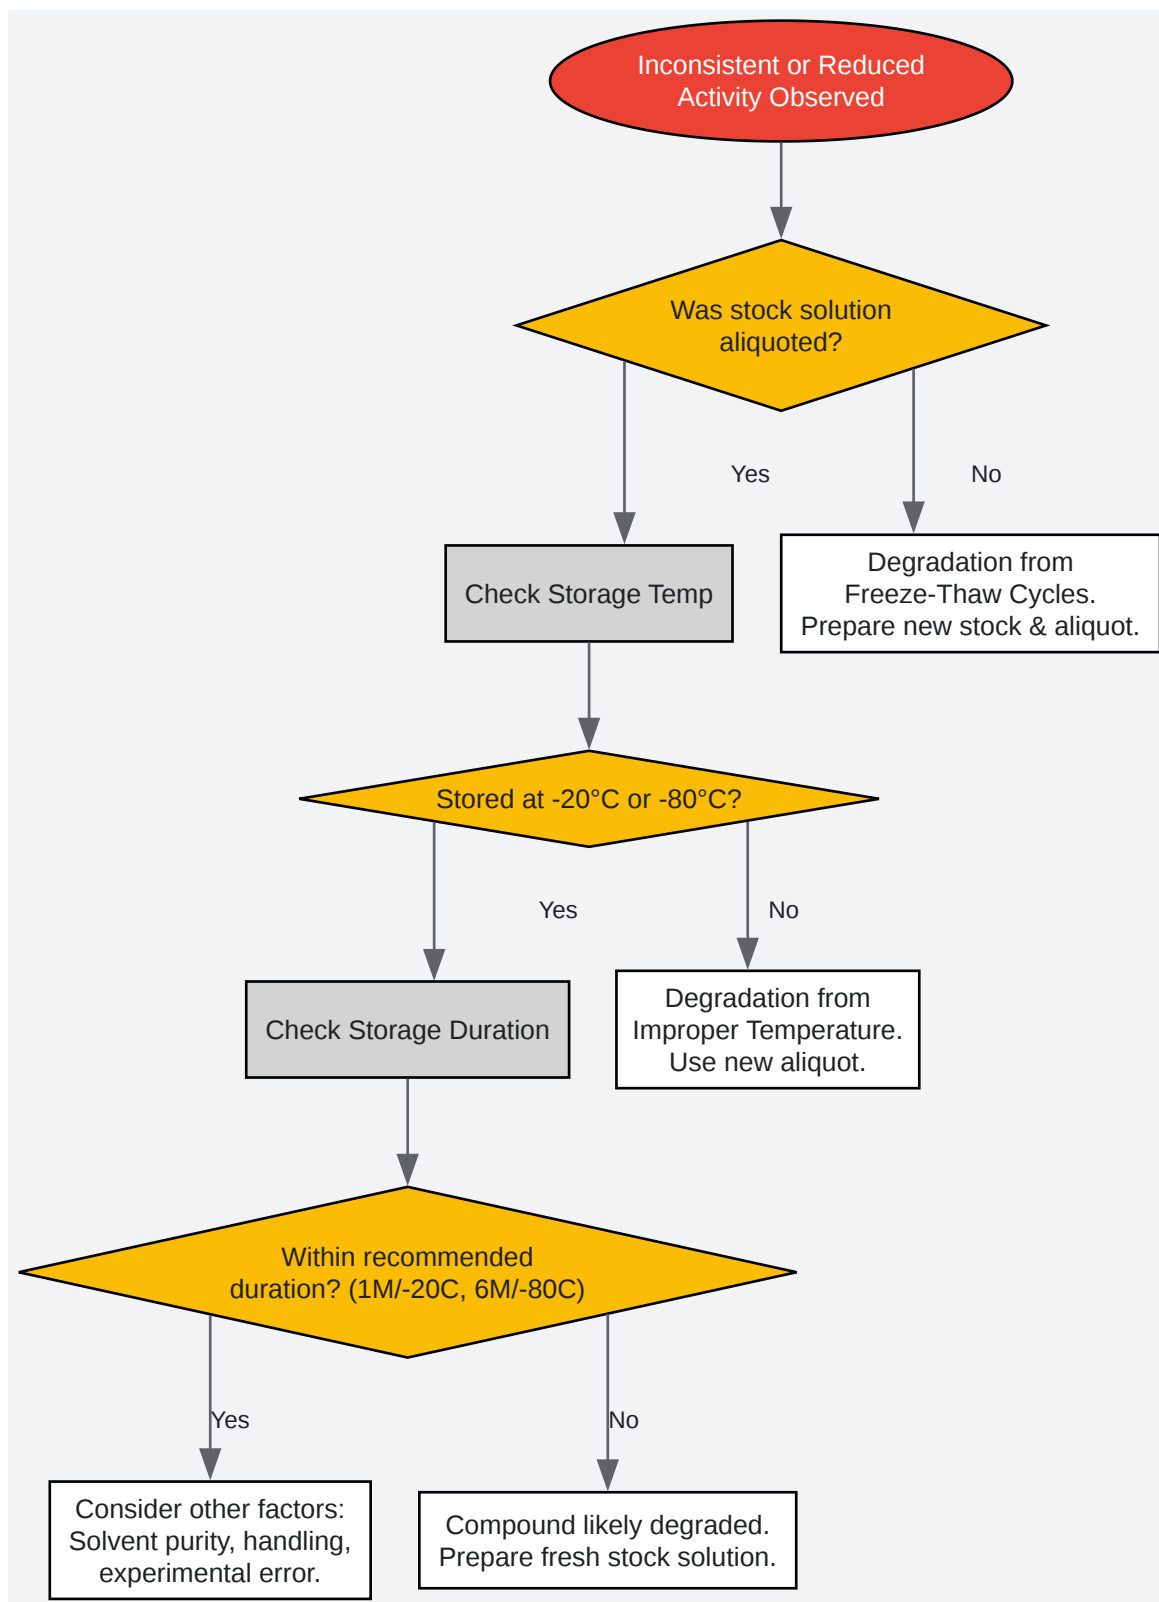 Inconsistent or Reduced
Activity Observed
Was stock solution
aliquoted?
Yes
No
Check Storage Temp
Degradation from
Freeze-Thaw Cycles.
Prepare new stock & aliquot.
Stored at -20°C or -80°C?
Yes
No
Check Storage Duration
Degradation from
Improper Temperature.
Use new aliquot.
Within recommended
duration? (1M/-20C, 6M/-80C)
Yes
No
Consider other factors:
Solvent purity, handling,
experimental error.
Compound likely degraded.
Prepare fresh stock solution.